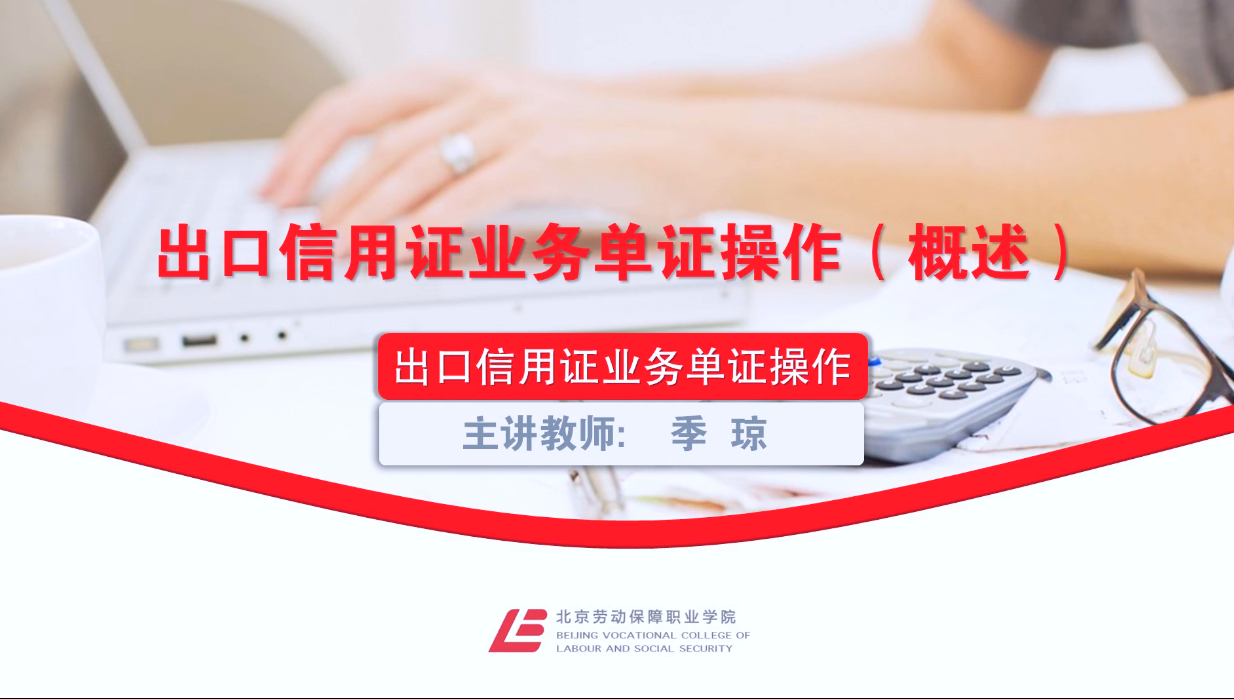 出口信用证业务单证操作（概述）
出口信用证业务单证操作
主讲教师: 季 琼
北京劳动保障职业学院
BEIJING VOCATIONAL COLLEGE OF
LABOUR AND SOCIAL SECURITY